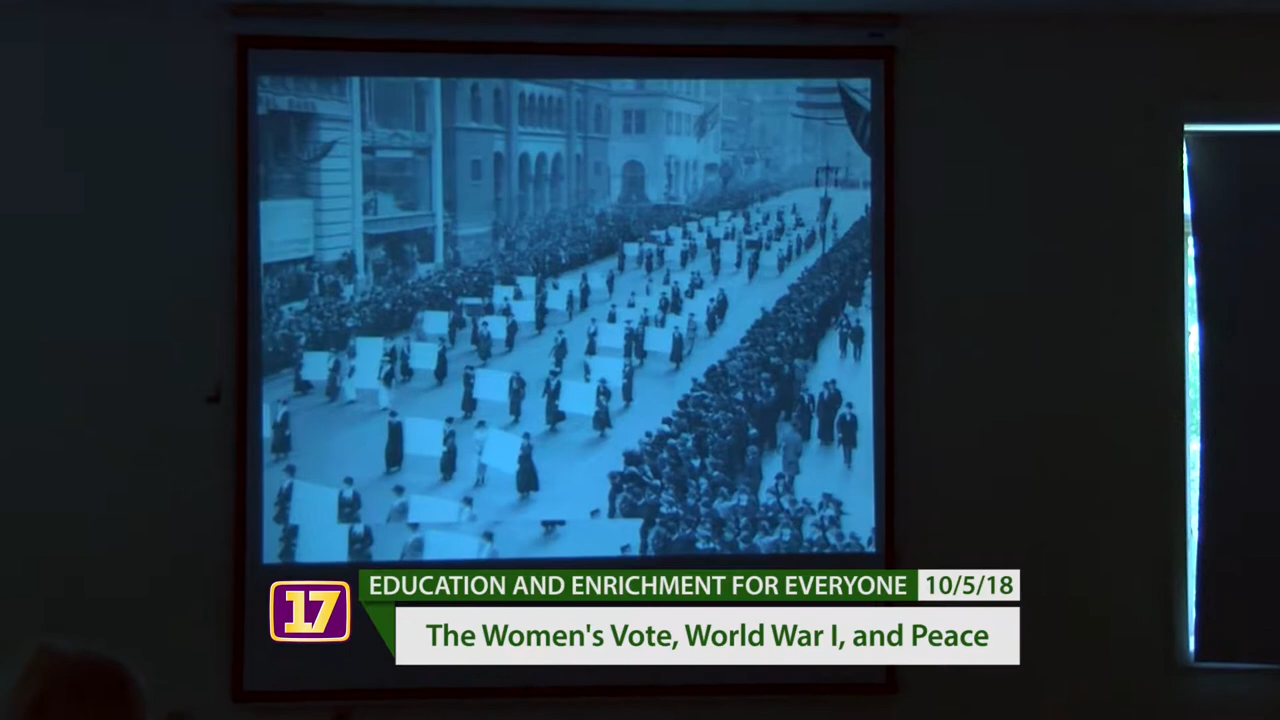 EDUCATION AND ENRICHMENT FOR EVERYONE 10/5/18
17 The Women's Vote, World War I, and Peace